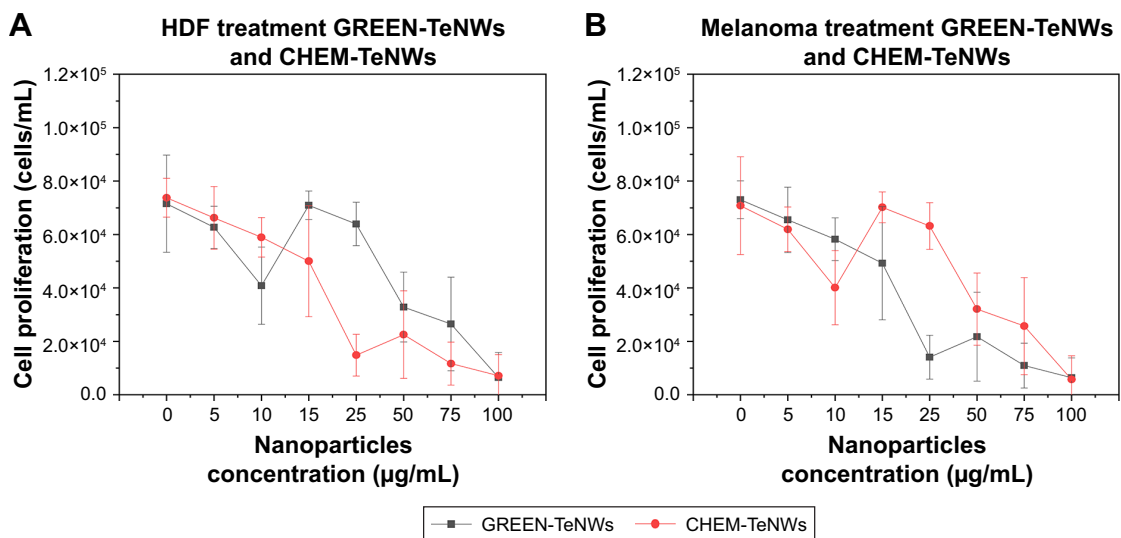 A
HDF treatment GREEN-TeNWs
and CHEM-TeNWs
Cell proliferation (cells/mL)
1.2×10⁵
1.0×10⁵
8.0×10⁴
6.0×10⁴
4.0×10⁴
2.0×10⁴
0.0
0 5 10 15 25 50 75 100
Nanoparticles
concentration (µg/mL)
B
Melanoma treatment GREEN-TeNWs
and CHEM-TeNWs
Cell proliferation (cells/mL)
1.2×10⁵
1.0×10⁵
8.0×10⁴
6.0×10⁴
4.0×10⁴
2.0×10⁴
0.0
0 5 10 15 25 50 75 100
Nanoparticles
concentration (µg/mL)
GREEN-TeNWs CHEM-TeNWs